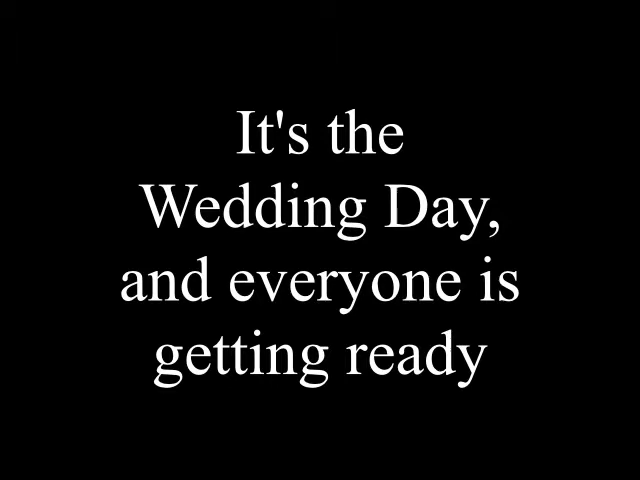 It's the
Wedding Day,
and everyone is
getting ready